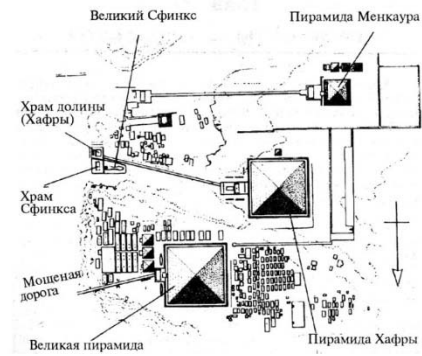 Великий Сфинкс
Пирамида Менкаура
Храм долины
(Хафры)
Храм
Сфинкса
Мощеная
дорога
Великая пирамида
Пирамида Хафры